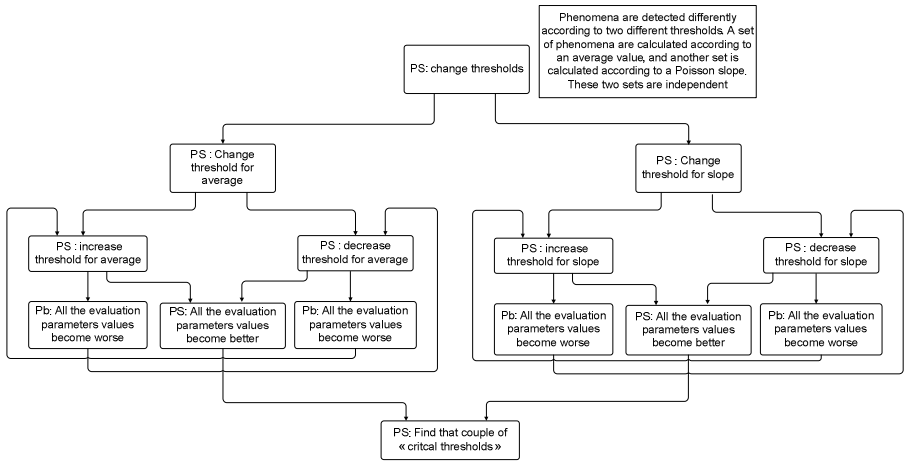 Phenomena are detected differently
according to two different thresholds. A set
of phenomena are calculated according to
an average value, and another set is
calculated according to a Poisson slope.
These two sets are independent
PS: change thresholds
PS : Change
threshold for
average
PS : Change
threshold for slope
PS : increase
threshold for average
PS : decrease
threshold for average
PS : increase
threshold for slope
PS : decrease
threshold for slope
Pb: All the evaluation
parameters values
become worse
PS: All the evaluation
parameters values
become better
Pb: All the evaluation
parameters values
become worse
Pb: All the evaluation
parameters values
become worse
PS: All the evaluation
parameters values
become better
Pb: All the evaluation
parameters values
become worse
PS: Find that couple of
« critcal thresholds »